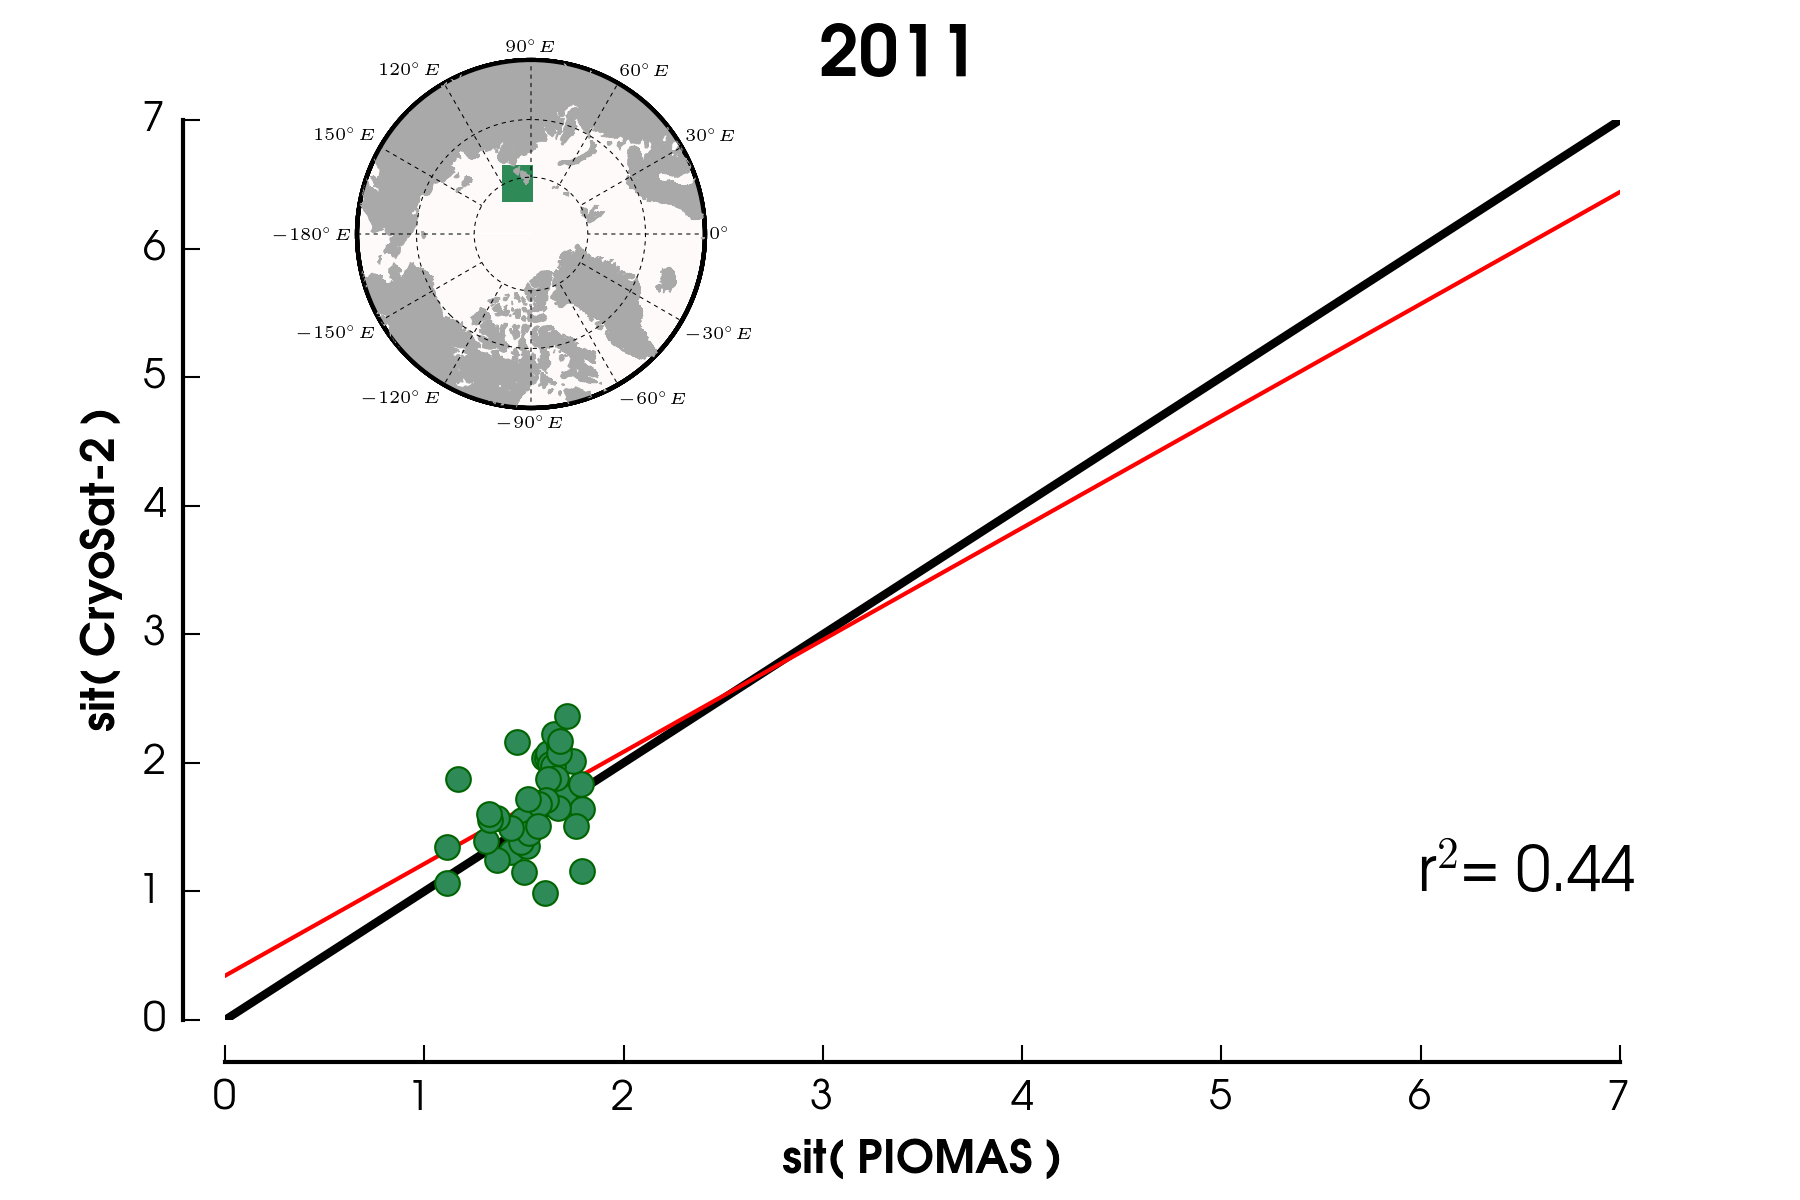 2011
90° E
120° E
60° E
150° E
30° E
−180° E
0°
−150° E
−30° E
−120° E
−60° E
−90° E
7
6
5
4
3
2
1
0
sit( CryoSat-2 )
r²= 0.44
0 1 2 3 4 5 6 7
sit( PIOMAS )